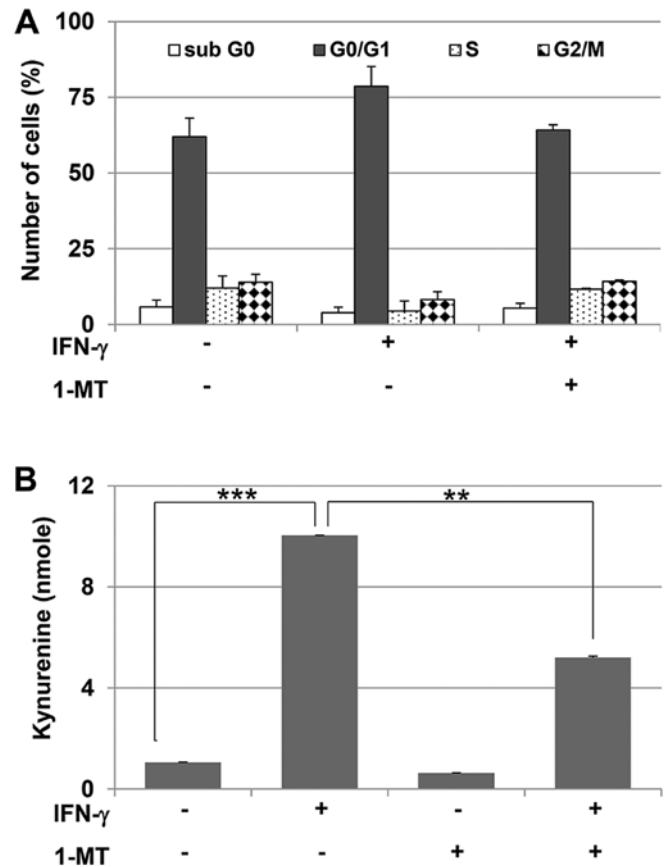 A
sub G0 G0/G1 S G2/M
Number of cells (%)
100
75
50
25
0
IFN-γ - + +
1-MT - - +
B
Kynurenine (nmole)
12
8
4
0
*** **
IFN-γ - + - +
1-MT - - + +